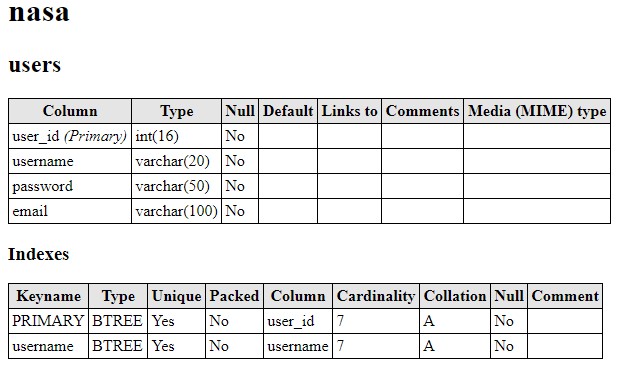 nasa
users
Column Type Null Default Links to Comments Media (MIME) type
user_id (Primary) int(16) No
username varchar(20) No
password varchar(50) No
email varchar(100) No
Indexes
Keyname Type Unique Packed Column Cardinality Collation Null Comment
PRIMARY BTREE Yes No user_id 7 A No
username BTREE Yes No username 7 A No